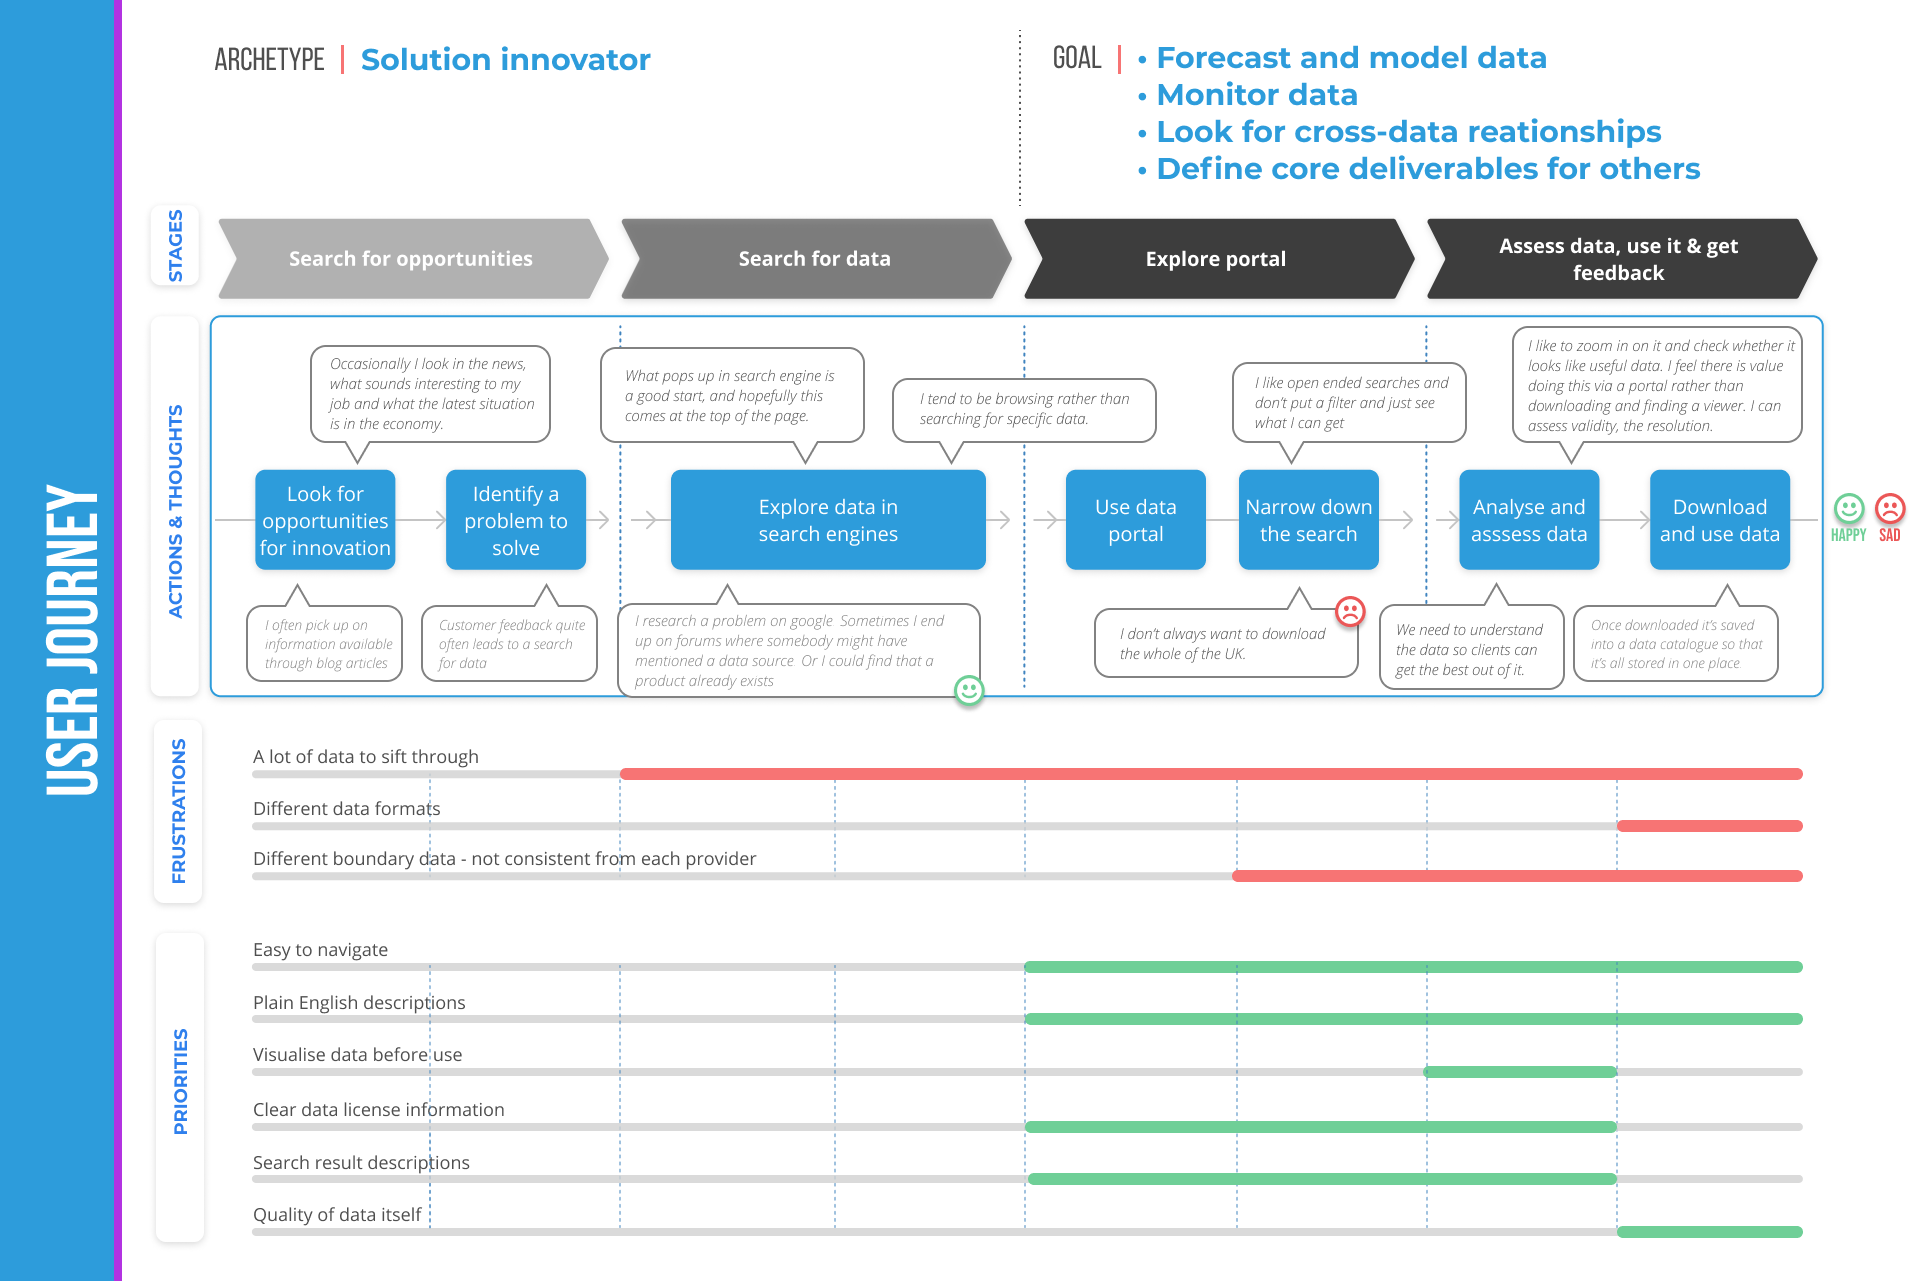 USER JOURNEY
ARCHETYPE
Solution innovator
GOAL
• Forecast and model data
• Monitor data
• Look for cross-data reationships
• Define core deliverables for others
STAGES
Search for opportunities
Search for data
Explore portal
Assess data, use it & get
feedback
ACTIONS & THOUGHTS
Occasionally I look in the news,
what sounds interesting to my
job and what the latest situation
is in the economy.
What pops up in search engine is
a good start, and hopefully this
comes at the top of the page.
I tend to be browsing rather than
searching for specific data.
I like open ended searches and
don't put a filter and just see
what I can get
I like to zoom in on it and check whether it
looks like useful data. I feel there is value
doing this via a portal rather than
downloading and finding a viewer. I can
assess validity, the resolution.
Look for
opportunities
for innovation
Identify a
problem to
solve
Explore data in
search engines
Use data
portal
Narrow down
the search
Analyse and
asssess data
Download
and use data
HAPPY
SAD
I often pick up on
information available
through blog articles
Customer feedback quite
often leads to a search
for data
I research a problem on google  Sometimes I end
up on forums where somebody might have
mentioned a data source  Or I could find that a
product already exists
I don't always want to download
the whole of the UK.
We need to understand
the data so clients can
get the best out of it.
Once downloaded it's saved
into a data catalogue so that
it's all stored in one place
FRUSTRATIONS
A lot of data to sift through
Different data formats
Different boundary data - not consistent from each provider
PRIORITIES
Easy to navigate
Plain English descriptions
Visualise data before use
Clear data license information
Search result descriptions
Quality of data itself